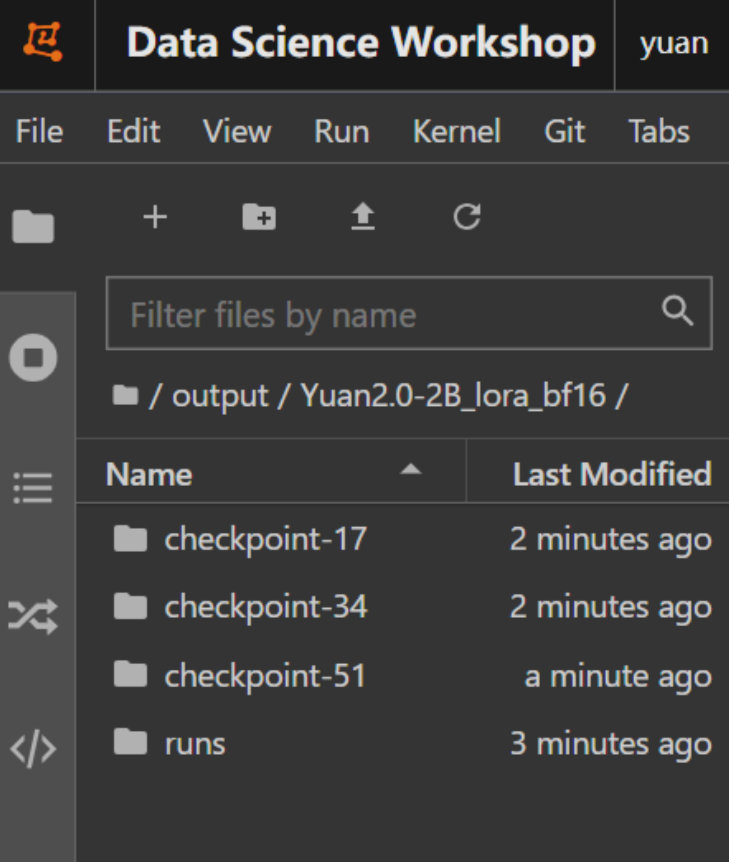 Data Science Workshop yuan
File Edit View Run Kernel Git Tabs
Filter files by name
/ output / Yuan2.0-2B_lora_bf16 /
Name Last Modified
checkpoint-17 2 minutes ago
checkpoint-34 2 minutes ago
checkpoint-51 a minute ago
runs 3 minutes ago